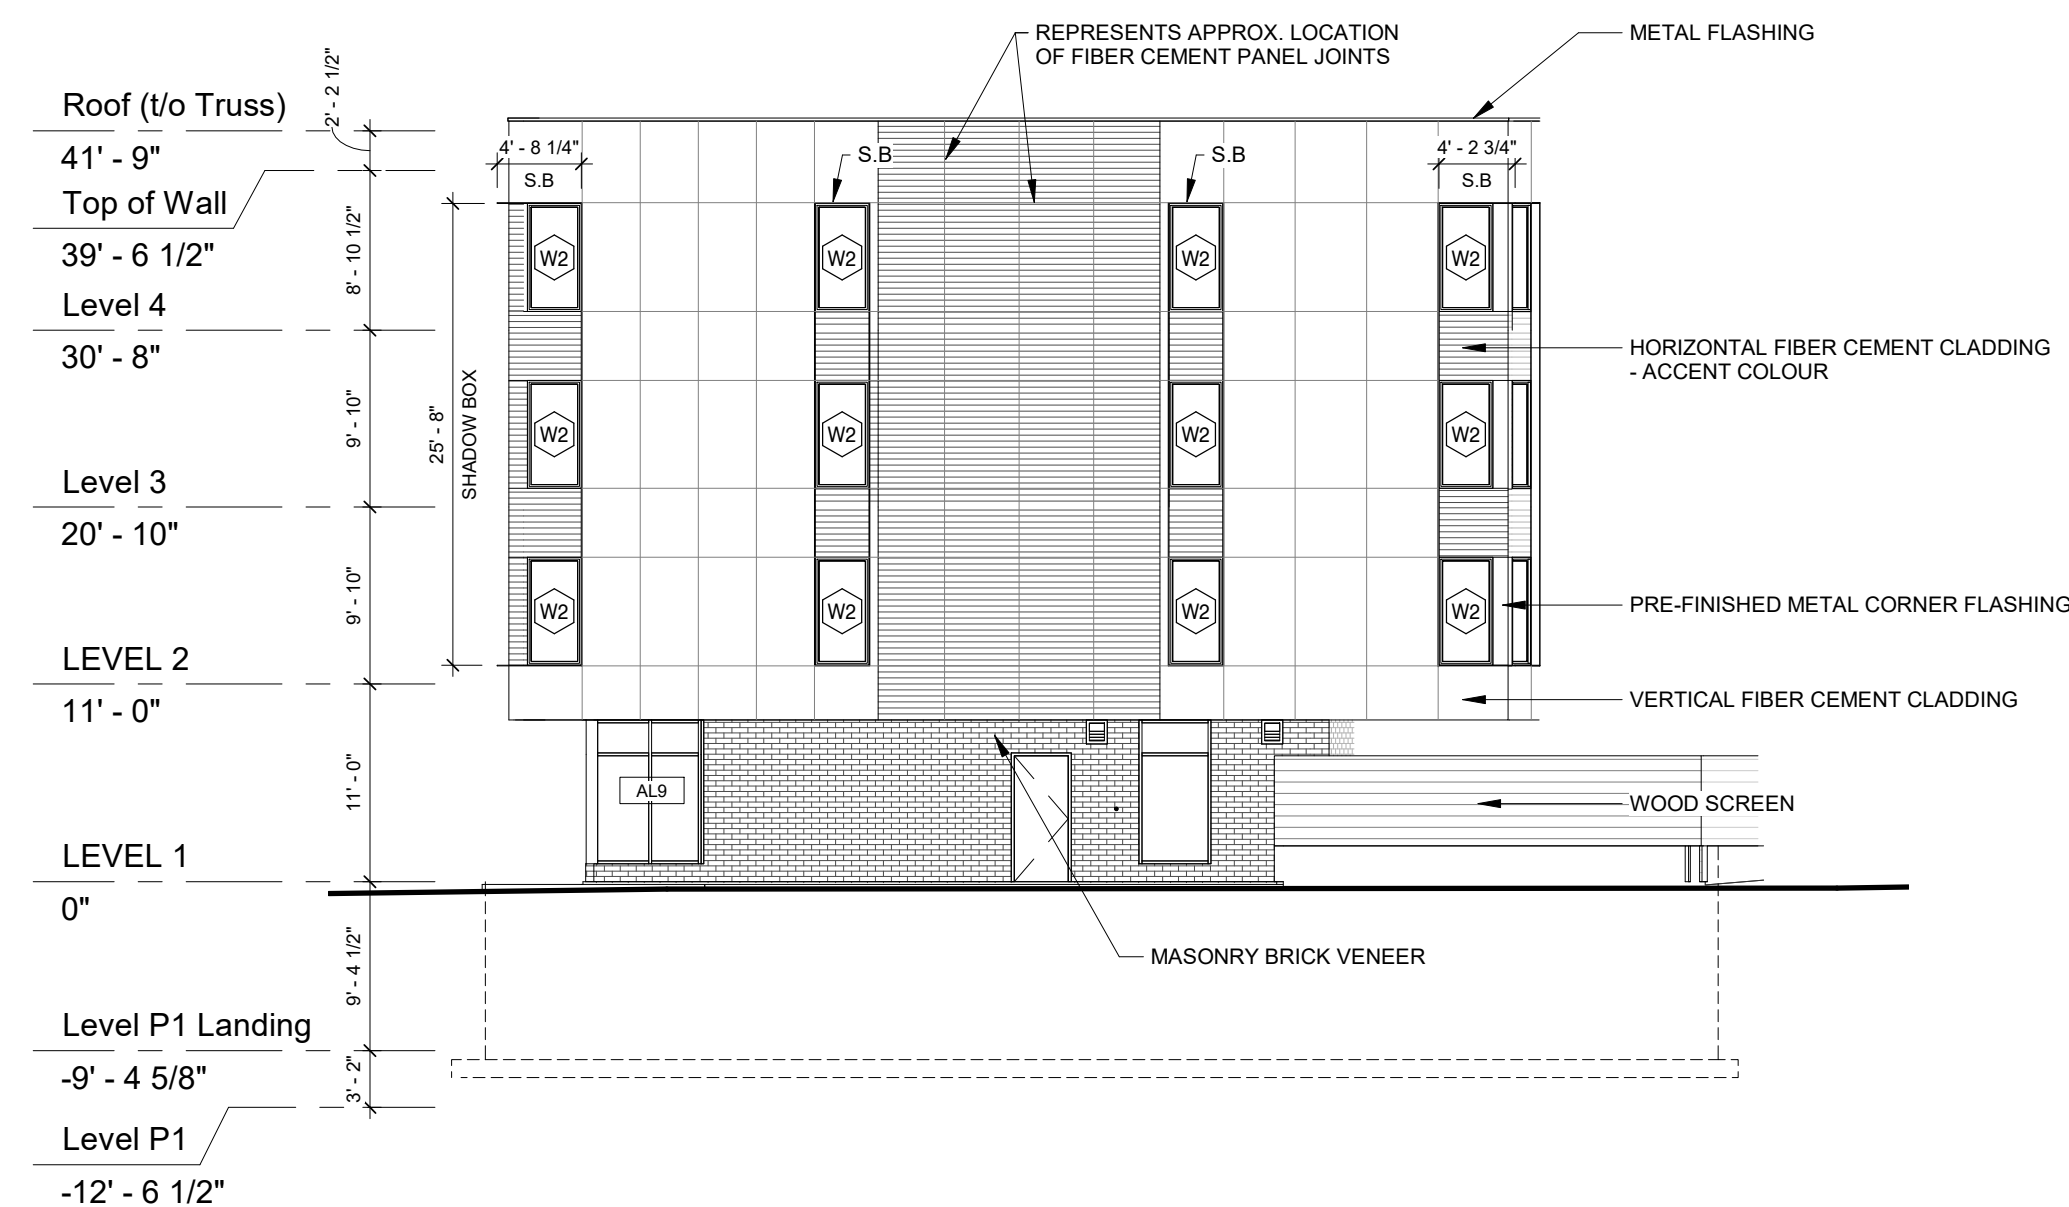 REPRESENTS APPROX. LOCATION
OF FIBER CEMENT PANEL JOINTS
METAL FLASHING
Roof (t/o Truss)
41' - 9"
Top of Wall
39' - 6 1/2"
Level 4
30' - 8"
Level 3
20' - 10"
LEVEL 2
11' - 0"
LEVEL 1
0"
Level P1 Landing
-9' - 4 5/8"
Level P1
-12' - 6 1/2"
2' - 2 1/2"
8' - 10 1/2"
9' - 10"
9' - 10"
11' - 0"
9' - 4 1/2"
3' - 2"
25' - 8"
SHADOW BOX
4' - 8 1/4"
S.B
S.B
S.B
4' - 2 3/4"
S.B
W2
W2
W2
W2
W2
W2
W2
W2
W2
W2
W2
W2
AL9
HORIZONTAL FIBER CEMENT CLADDING
- ACCENT COLOUR
PRE-FINISHED METAL CORNER FLASHING
VERTICAL FIBER CEMENT CLADDING
WOOD SCREEN
MASONRY BRICK VENEER